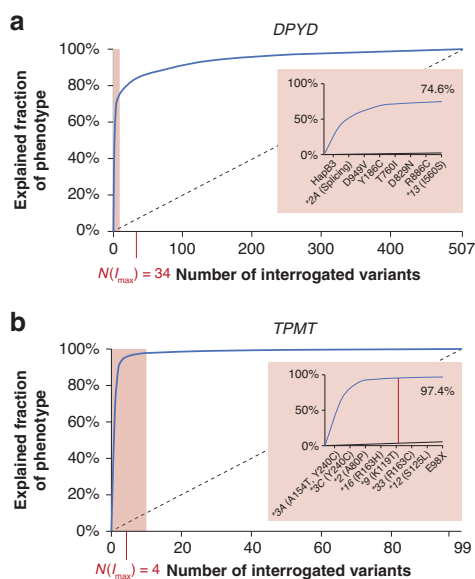 a
DPYD
Explained fraction
of phenotype
100%
80%
60%
40%
20%
0%
100%
50%
0%
74.6%
HapB3
*2A (Splicing)
D949V
Y186C
T760I
D829N
R886C
*13 (I560S)
0
100
200
300
400
507
N(Imax) = 34
Number of interrogated variants
b
TPMT
Explained fraction
of phenotype
100%
80%
60%
40%
20%
0%
100%
50%
0%
97.4%
*3A (A154T, Y240C)
*3C (Y240C)
*2 (A80P)
*16 (R163H)
*9 (K119T)
*33 (R163C)
*12 (S125L)
E98X
0
20
40
60
80
99
N(Imax) = 4
Number of interrogated variants